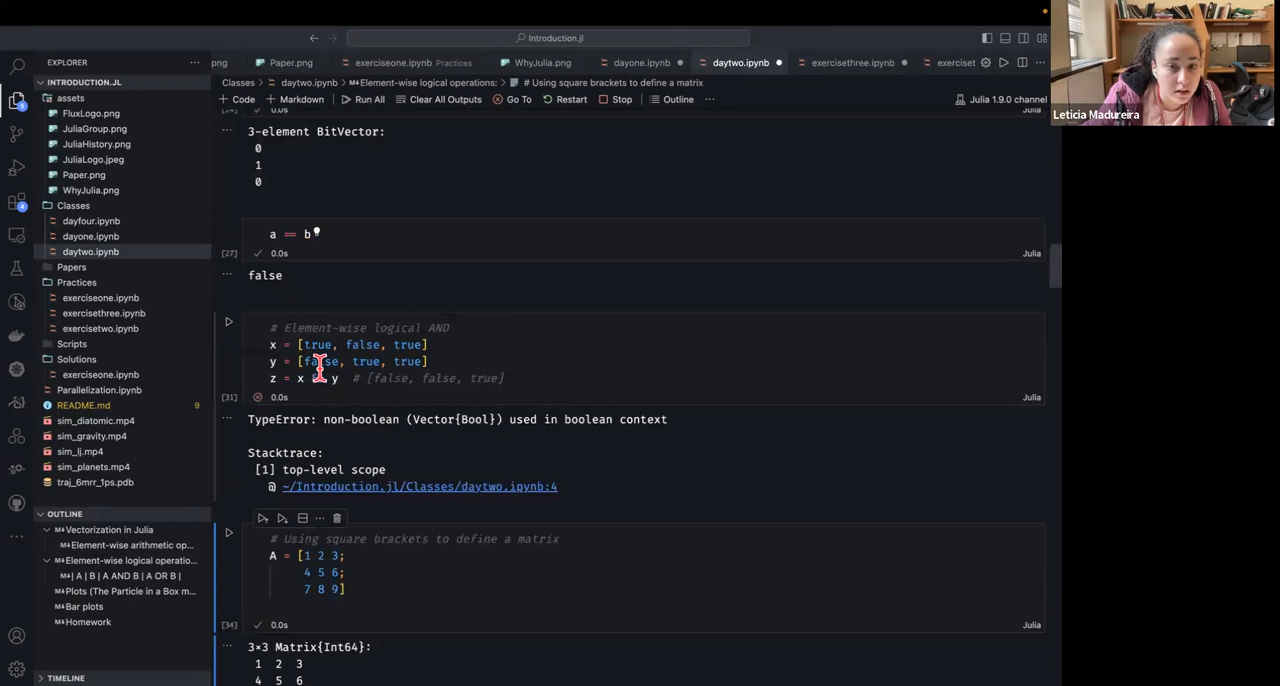 Introduction.jl
EXPLORER
png
Paper.png
exerciseone.ipynb Practices
WhyJulia.png
dayone.ipynb
daytwo.ipynb
exercisethree.ipynb
exerciset
INTRODUCTION.JL
Classes > daytwo.ipynb > M+Element-wise logical operations: > # Using square brackets to define a matrix
+ Code + Markdown Run All Clear All Outputs Go To Restart Stop Outline ... Julia 1.9.0 channel
Leticia Madureira
assets
FluxLogo.png
JuliaGroup.png
JuliaHistory.png
JuliaLogo.jpeg
Paper.png
WhyJulia.png
Classes
dayfour.ipynb
dayone.ipynb
daytwo.ipynb
Papers
Practices
exerciseone.ipynb
exercisethree.ipynb
exercisetwo.ipynb
Scripts
Solutions
Parallelization.ipynb
README.md 9
sim_diatomic.mp4
sim_gravity.mp4
sim_lj.mp4
sim_planets.mp4
traj_6mrr_1ps.pdb
OUTLINE
M+Vectorization in Julia
M+Element-wise arithmetic op...
M+Element-wise logical operatio...
M+| A | B | A AND B | A OR B |
M+Plots (The Particle in a Box m...
M+Bar plots
M+Homework
TIMELINE
5
4
0.0s
3-element BitVector:
0
1
0
a == b
[27] 0.0s Julia
false
# Element-wise logical AND
x = [true, false, true]
y = [false, true, true]
z = x y # [false, false, true]
[31] 0.0s Julia
TypeError: non-boolean (Vector{Bool}) used in boolean context
Stacktrace:
[1] top-level scope
@ ~/Introduction.jl/Classes/daytwo.ipynb:4
# Using square brackets to define a matrix
A = [1 2 3;
4 5 6;
7 8 9]
[34] 0.0s Julia
3×3 Matrix{Int64}:
1 2 3
4 5 6